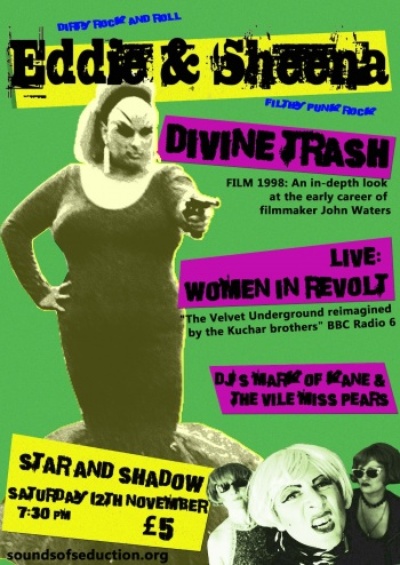 DIRTY ROCK AND ROLL
Eddie & Sheena
FILTHY PUNK ROCK
DIVINE TRASH
FILM 1998: An in-depth look
at the early career of
filmmaker John Waters
LIVE:
WOMEN IN REVOLT
"The Velvet Underground reimagined
by the Kuchar brothers" BBC Radio 6
DJ'S MARK OF KANE &
THE VILE MISS PEARS
STAR AND SHADOW
SATURDAY 12TH NOVEMBER
7:30 PM
£5
soundsofseduction.org